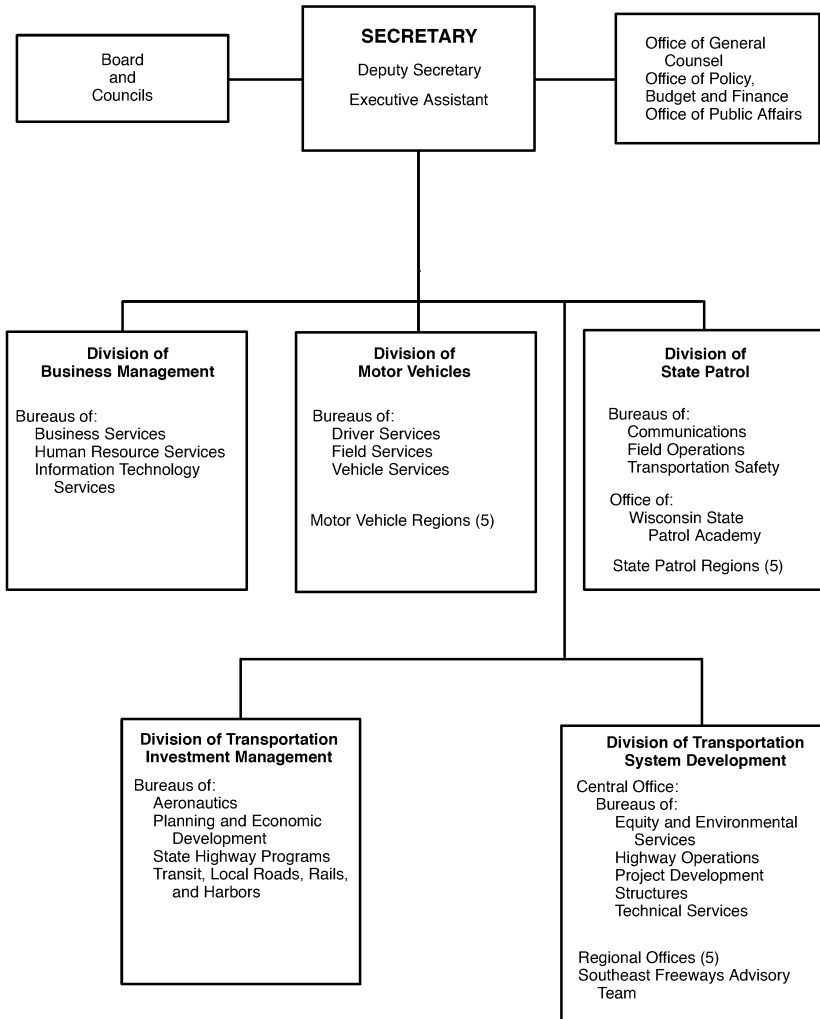 Board
and
Councils
SECRETARY
Deputy Secretary
Executive Assistant
Office of General
Counsel
Office of Policy,
Budget and Finance
Office of Public Affairs
Division of
Business Management
Bureaus of:
Business Services
Human Resource Services
Information Technology
Services
Division of
Motor Vehicles
Bureaus of:
Driver Services
Field Services
Vehicle Services
Motor Vehicle Regions (5)
Division of
State Patrol
Bureaus of:
Communications
Field Operations
Transportation Safety
Office of:
Wisconsin State
Patrol Academy
State Patrol Regions (5)
Division of Transportation
Investment Management
Bureaus of:
Aeronautics
Planning and Economic
Development
State Highway Programs
Transit, Local Roads, Rails,
and Harbors
Division of Transportation
System Development
Central Office:
Bureaus of:
Equity and Environmental
Services
Highway Operations
Project Development
Structures
Technical Services
Regional Offices (5)
Southeast Freeways Advisory
Team